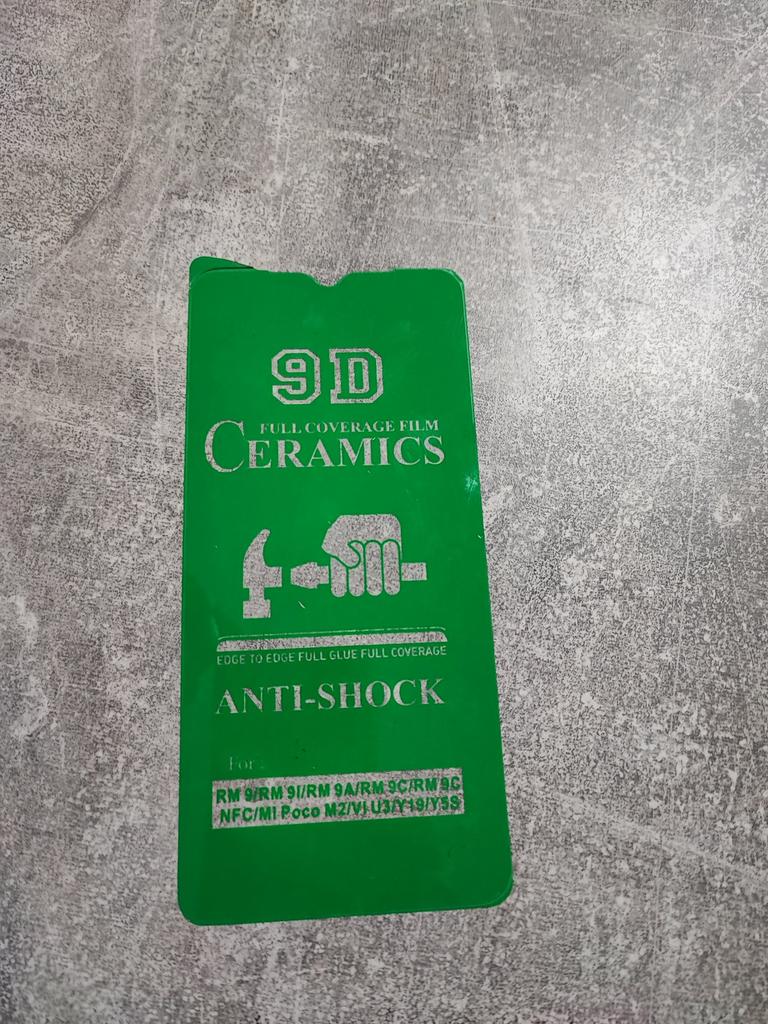 9D
FULL COVERAGE FILM
CERAMICS
EDGE TO EDGE FULL GLUE FULL COVERAGE
ANTI-SHOCK
For:
RM 9/RM 9I/RM 9A/RM 9C/RM 9C
NFC/MI Poco M2/VI U3/Y19/Y5S